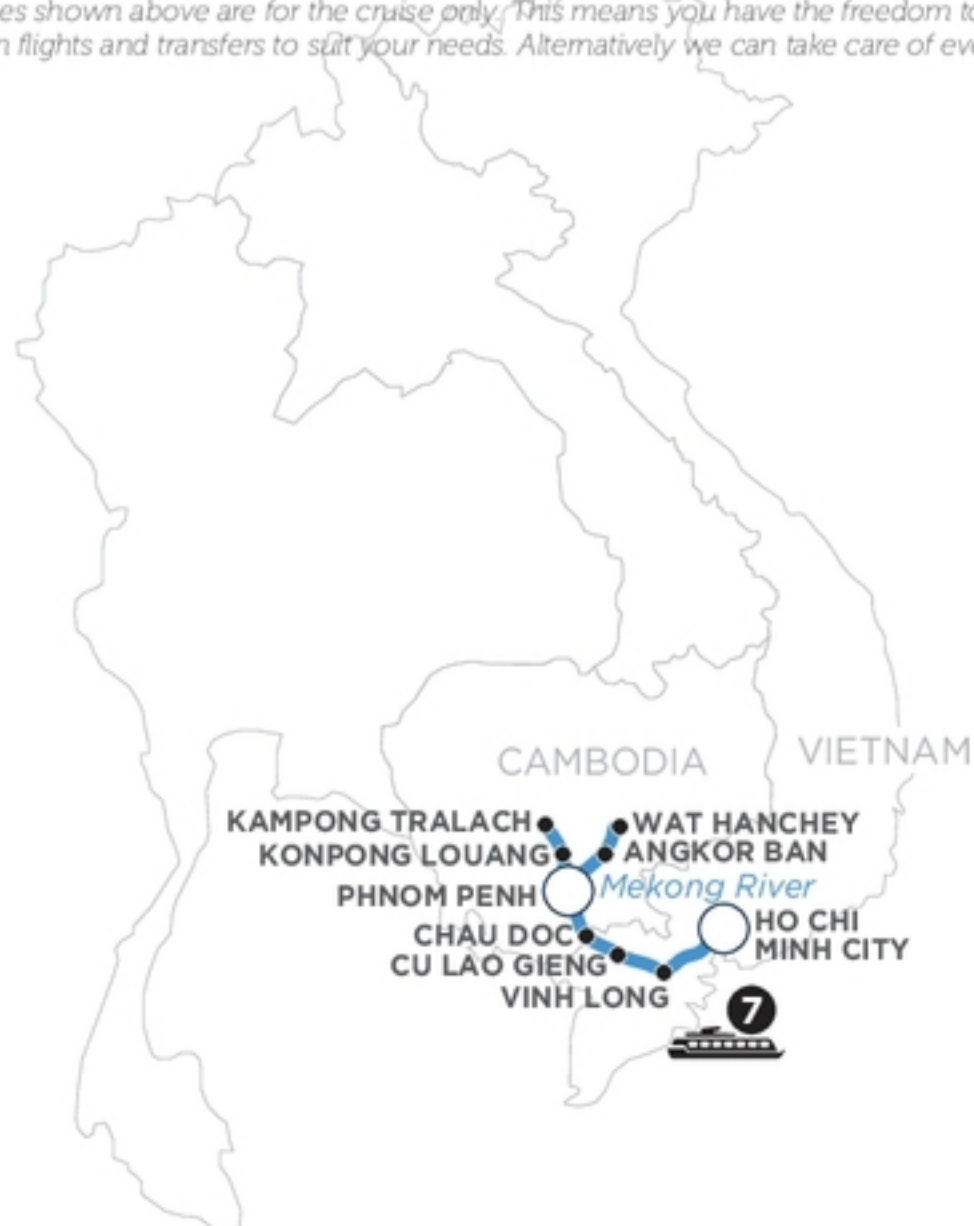 es shown above are for the cruise only. This means you have the freedom to
n flights and transfers to suit your needs. Alternatively we can take care of eve
CAMBODIA
VIETNAM
KAMPONG TRALACH
WAT HANCHEY
KONPONG LOUANG
ANGKOR BAN
PHNOM PENH
Mekong River
HO CHI
MINH CITY
CHAU DOC
CU LAO GIENG
VINH LONG
7